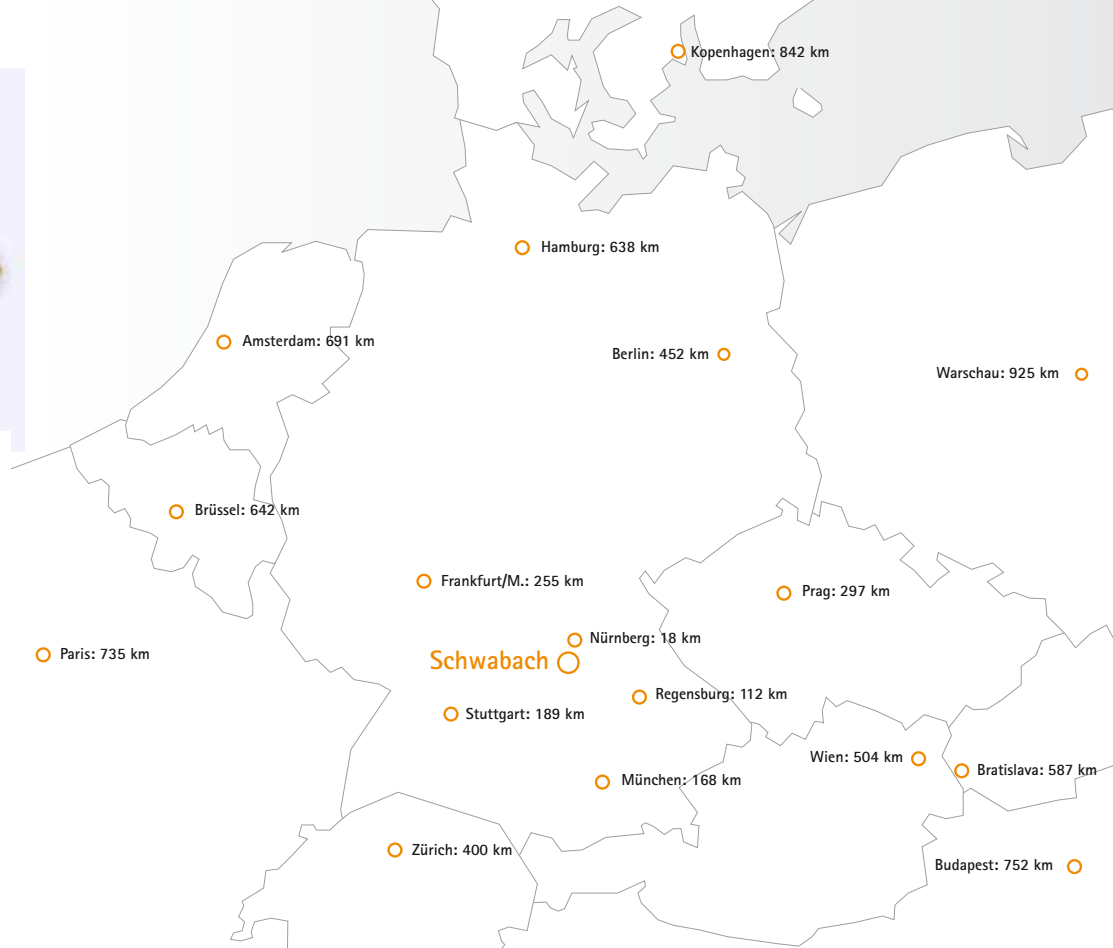 Kopenhagen: 842 km
Hamburg: 638 km
Amsterdam: 691 km
Berlin: 452 km
Warschau: 925 km
Brüssel: 642 km
Frankfurt/M.: 255 km
Prag: 297 km
Nürnberg: 18 km
Paris: 735 km
Schwabach
Regensburg: 112 km
Stuttgart: 189 km
Wien: 504 km
Bratislava: 587 km
München: 168 km
Zürich: 400 km
Budapest: 752 km